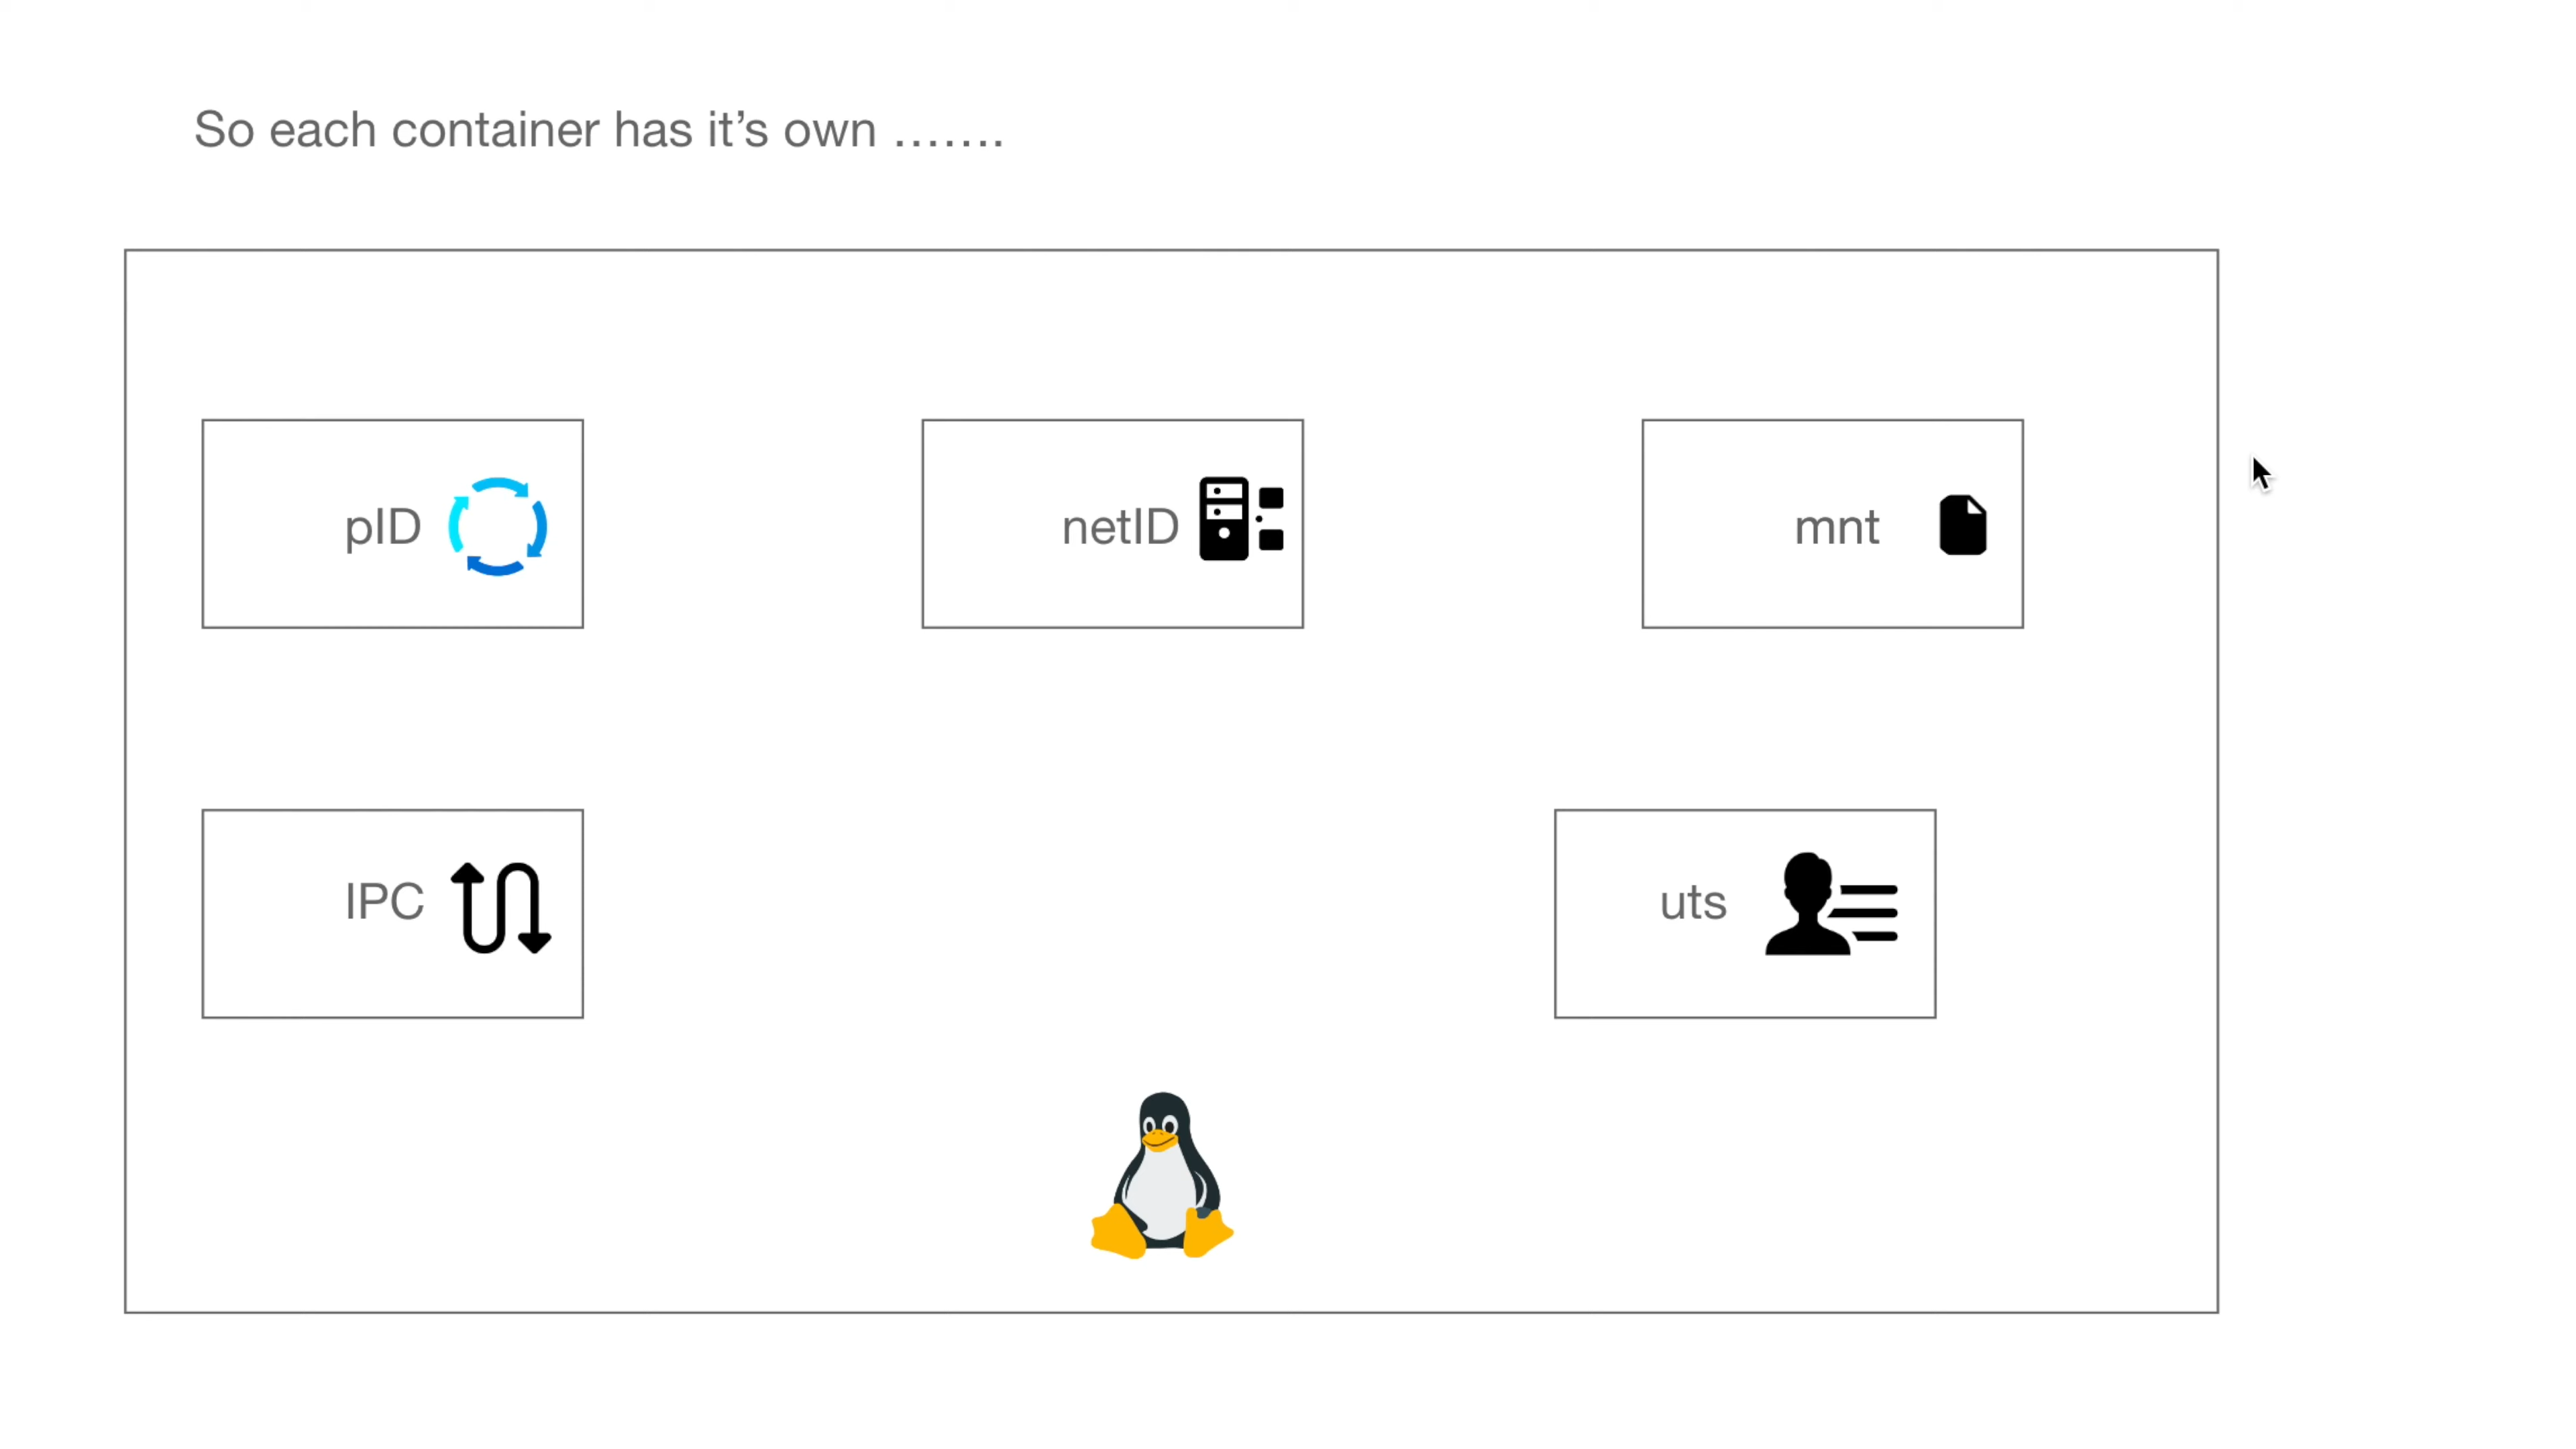 So each container has it’s own …….
pID
netID
mnt
IPC
uts